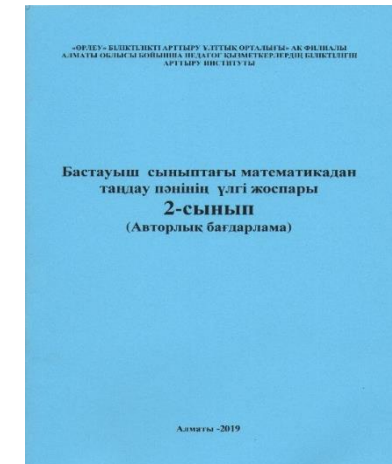 «ӨРЛЕУ» БІЛІКТІЛІКТІ АРТТЫРУ ҰЛТТЫҚ ОРТАЛЫҒЫ» АҚ ФИЛИАЛЫ
АЛМАТЫ ОБЛЫСЫ БОЙЫНША ПЕДАГОГ ҚЫЗМЕТКЕРЛЕРДІҢ БІЛІКТІЛІГІН
АРТТЫРУ ИНСТИТУТЫ
Бастауыш сыныптағы математикадан
таңдау пәнінің үлгі жоспары
2-сынып
(Авторлық бағдарлама)
Алматы -2019